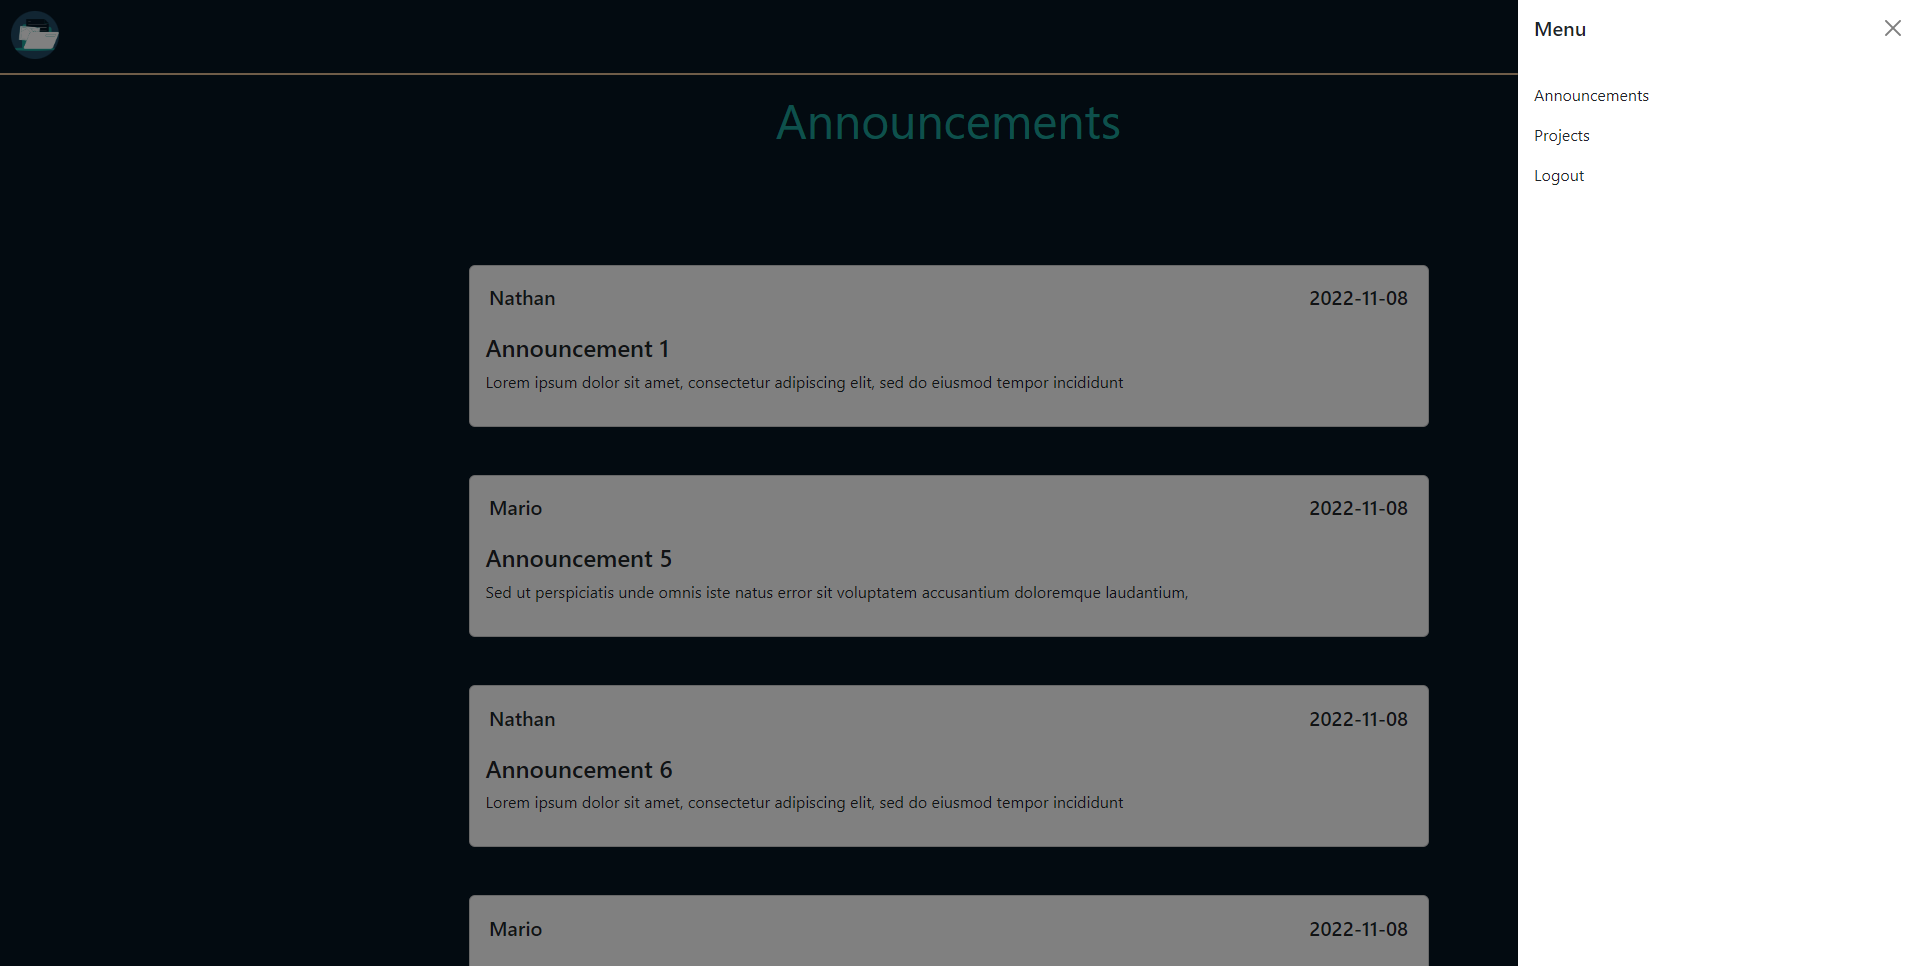 Menu
Announcements
Projects
Logout
Announcements
Nathan 2022-11-08
Announcement 1
Lorem ipsum dolor sit amet, consectetur adipiscing elit, sed do eiusmod tempor incididunt
Mario 2022-11-08
Announcement 5
Sed ut perspiciatis unde omnis iste natus error sit voluptatem accusantium doloremque laudantium,
Nathan 2022-11-08
Announcement 6
Lorem ipsum dolor sit amet, consectetur adipiscing elit, sed do eiusmod tempor incididunt
Mario 2022-11-08